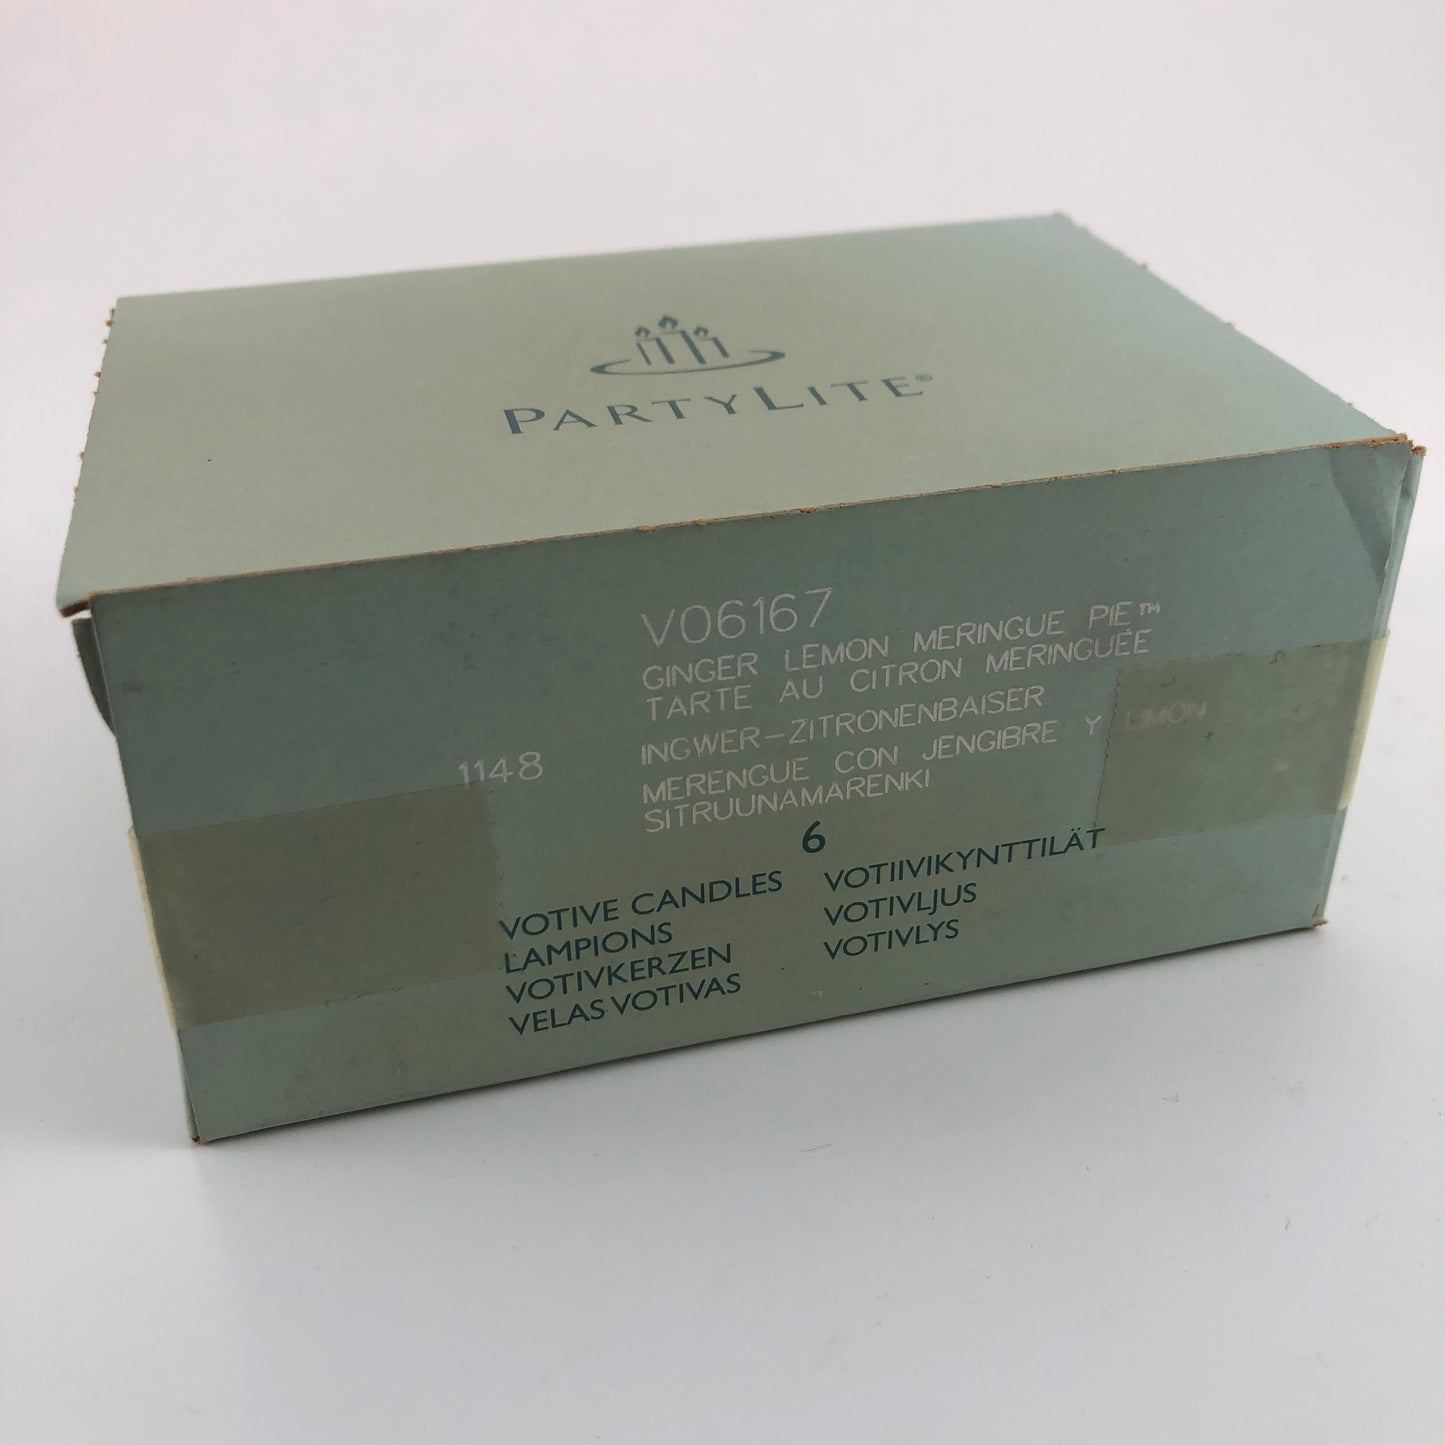 PARTYLITE®
V06167
GINGER LEMON MERINGUE PIE™
TARTE AU CITRON MERINGUÉE
INGWER-ZITRONENBAISER
1148
MERENGUE CON JENGIBRE Y LIMON
SITRUUNAMARENKI
6
VOTIVE CANDLES
LAMPIONS
VOTIVKERZEN
VELAS VOTIVAS
VOTIIVIKYNTTILÄT
VOTIVLJUS
VOTIVLYS